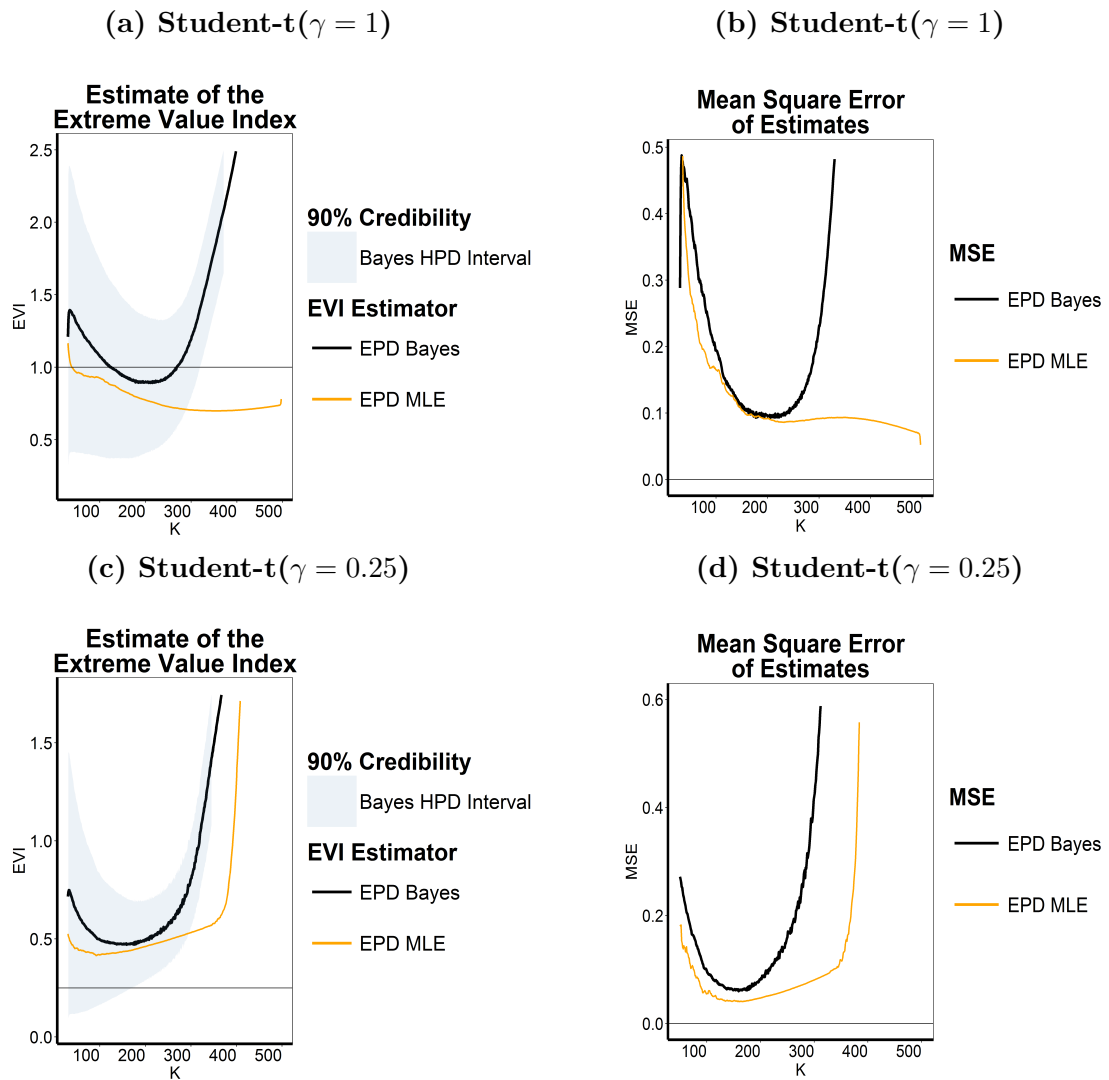 (a) Student-t(γ = 1)
Estimate of the
Extreme Value Index
2.5
2.0
1.5
1.0
0.5
EVI
100 200 300 400 500
K
90% Credibility
Bayes HPD Interval
EVI Estimator
EPD Bayes
EPD MLE
(b) Student-t(γ = 1)
Mean Square Error
of Estimates
0.5
0.4
0.3
0.2
0.1
0.0
MSE
100 200 300 400 500
K
MSE
EPD Bayes
EPD MLE
(c) Student-t(γ = 0.25)
Estimate of the
Extreme Value Index
1.5
1.0
0.5
0.0
EVI
100 200 300 400 500
K
90% Credibility
Bayes HPD Interval
EVI Estimator
EPD Bayes
EPD MLE
(d) Student-t(γ = 0.25)
Mean Square Error
of Estimates
0.6
0.4
0.2
0.0
MSE
100 200 300 400 500
K
MSE
EPD Bayes
EPD MLE